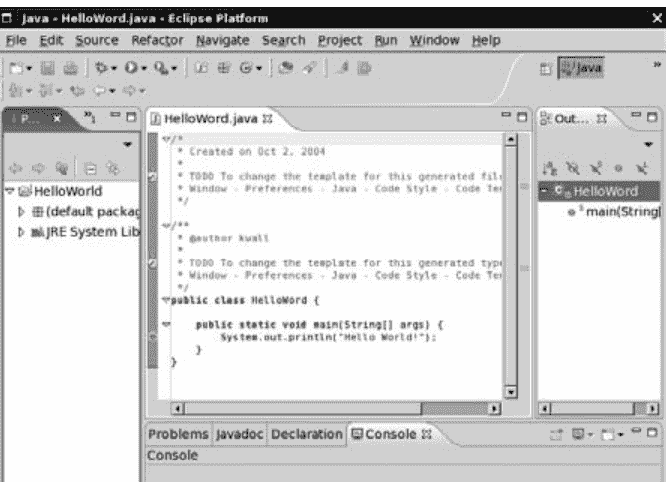 Java - HelloWord.java - Eclipse Platform
File Edit Source Refactor Navigate Search Project Run Window Help
Java
P...
HelloWord.java
Out...
/*
* Created on Oct 2, 2004
*
* TODO To change the template for this generated file
* Window - Preferences - Java - Code Style - Code Tem
*/
/**
* @author kwall
*
* TODO To change the template for this generated type
* Window - Preferences - Java - Code Style - Code Tem
*/
public class HelloWord {
public static void main(String[] args) {
System.out.println("Hello World!");
}
}
HelloWorld
(default packag
JRE System Lib
HelloWord
main(String[
Problems Javadoc Declaration Console
Console